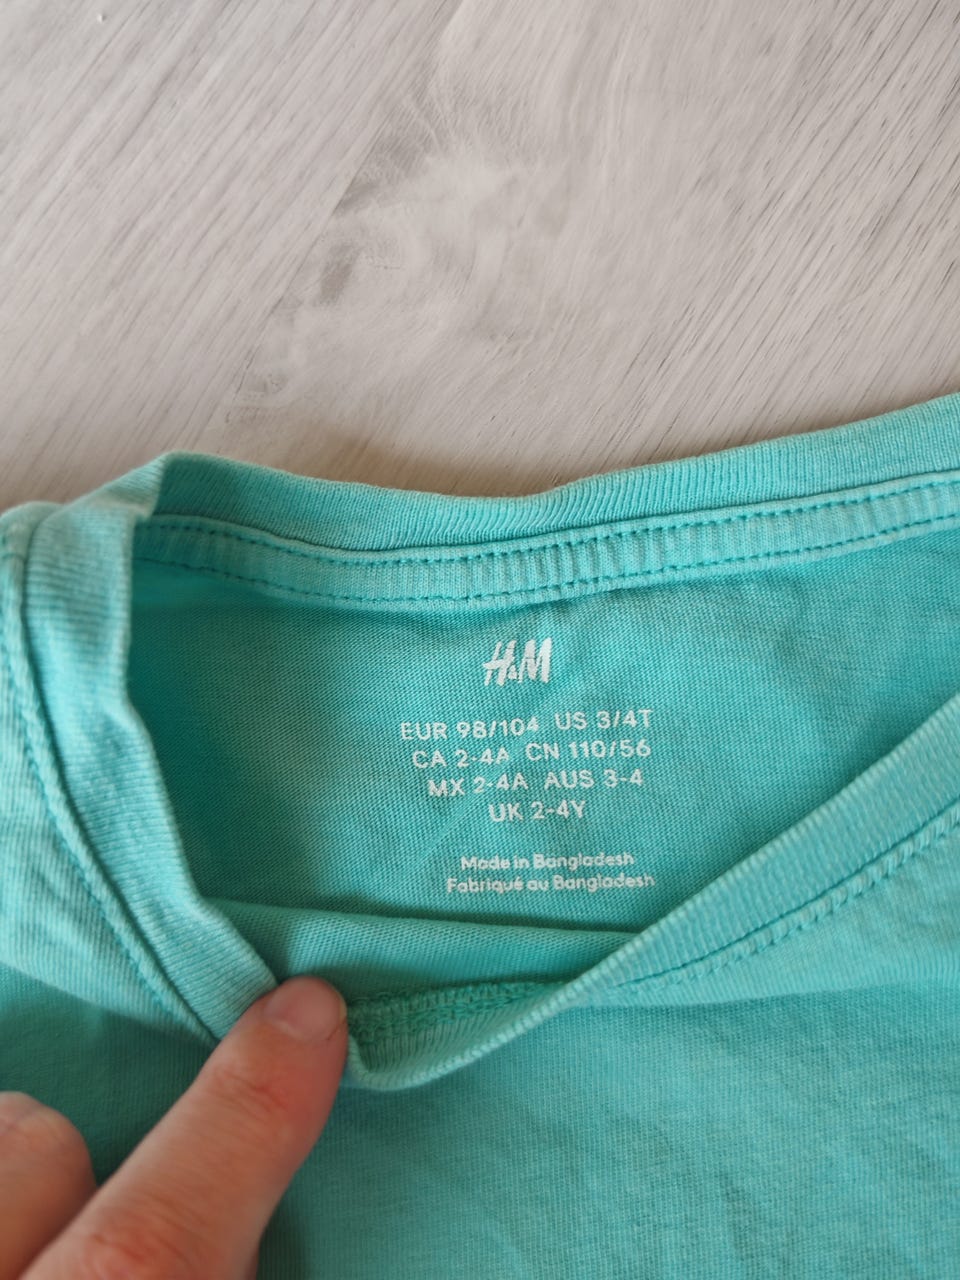 H&M
EUR 98/104 US 3/4T
CA 2-4A CN 110/56
MX 2-4A AUS 3-4
UK 2-4Y
Made in Bangladesh
Fabriqué au Bangladesh